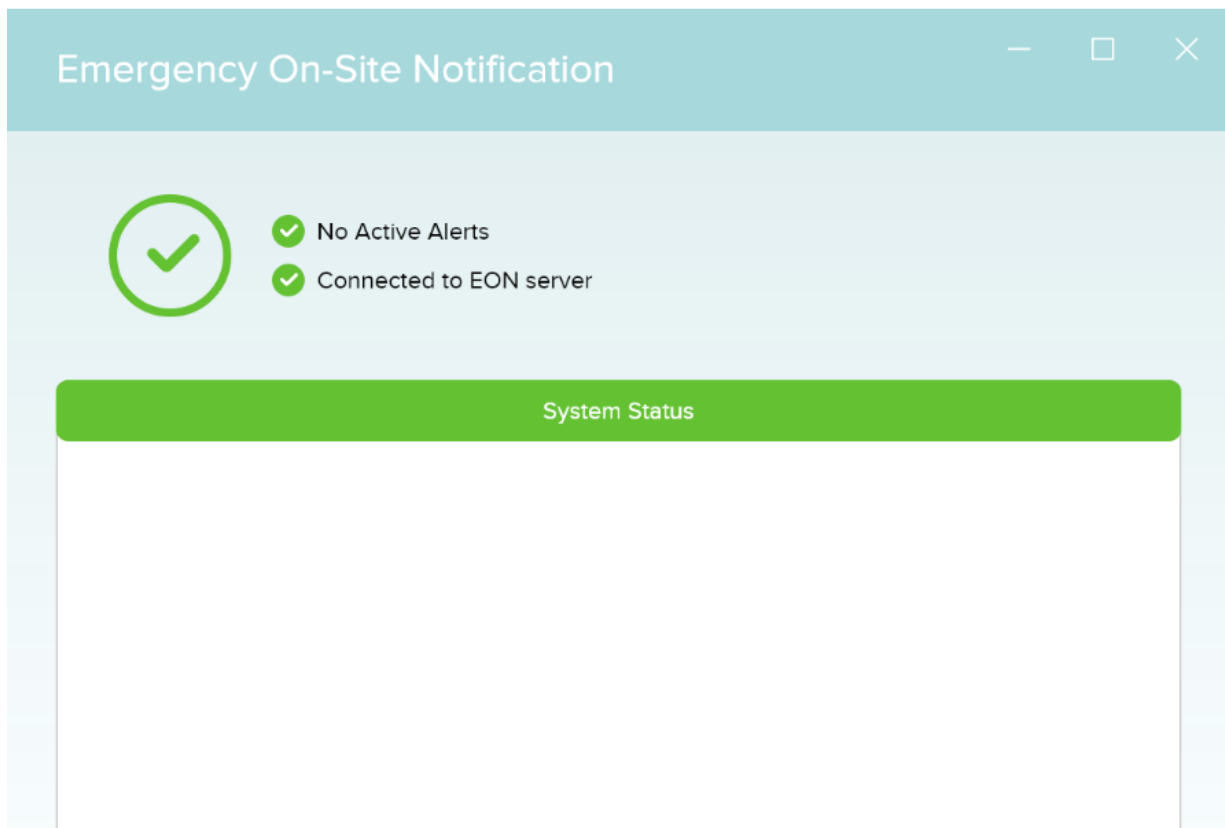 Emergency On-Site Notification
No Active Alerts
Connected to EON server
System Status